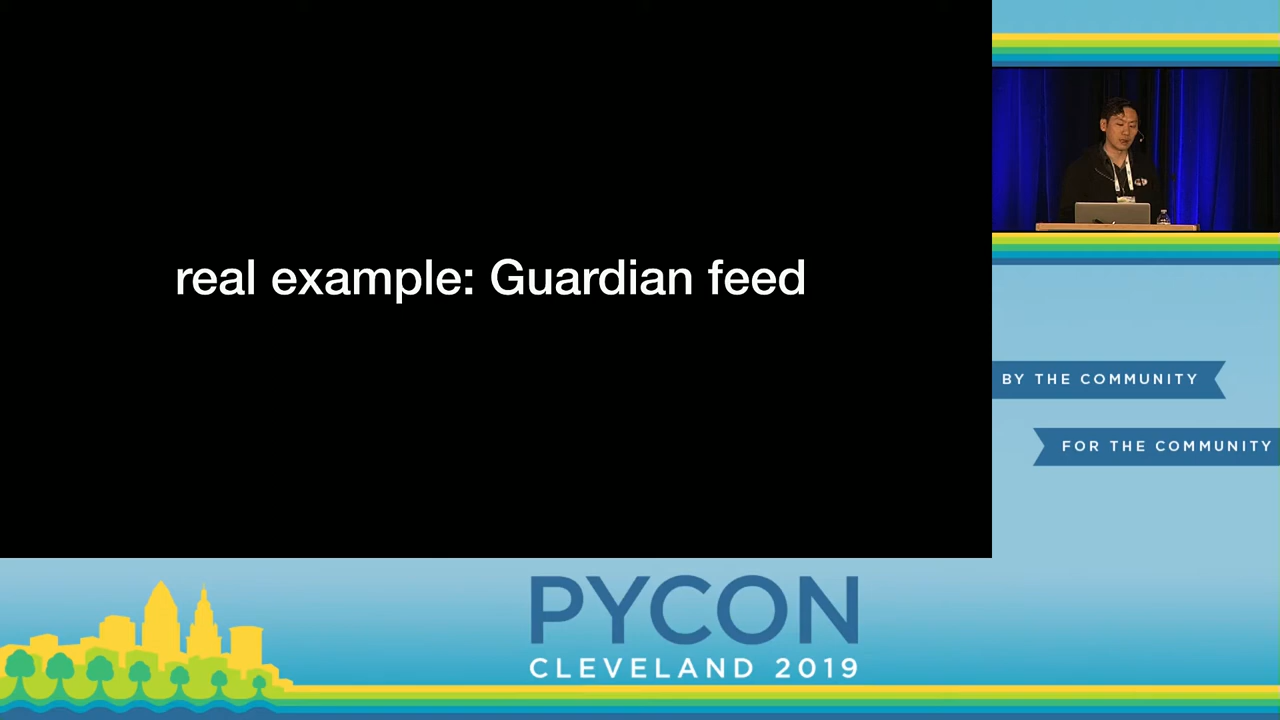 real example: Guardian feed
BY THE COMMUNITY
FOR THE COMMUNITY
PYCON
CLEVELAND 2019